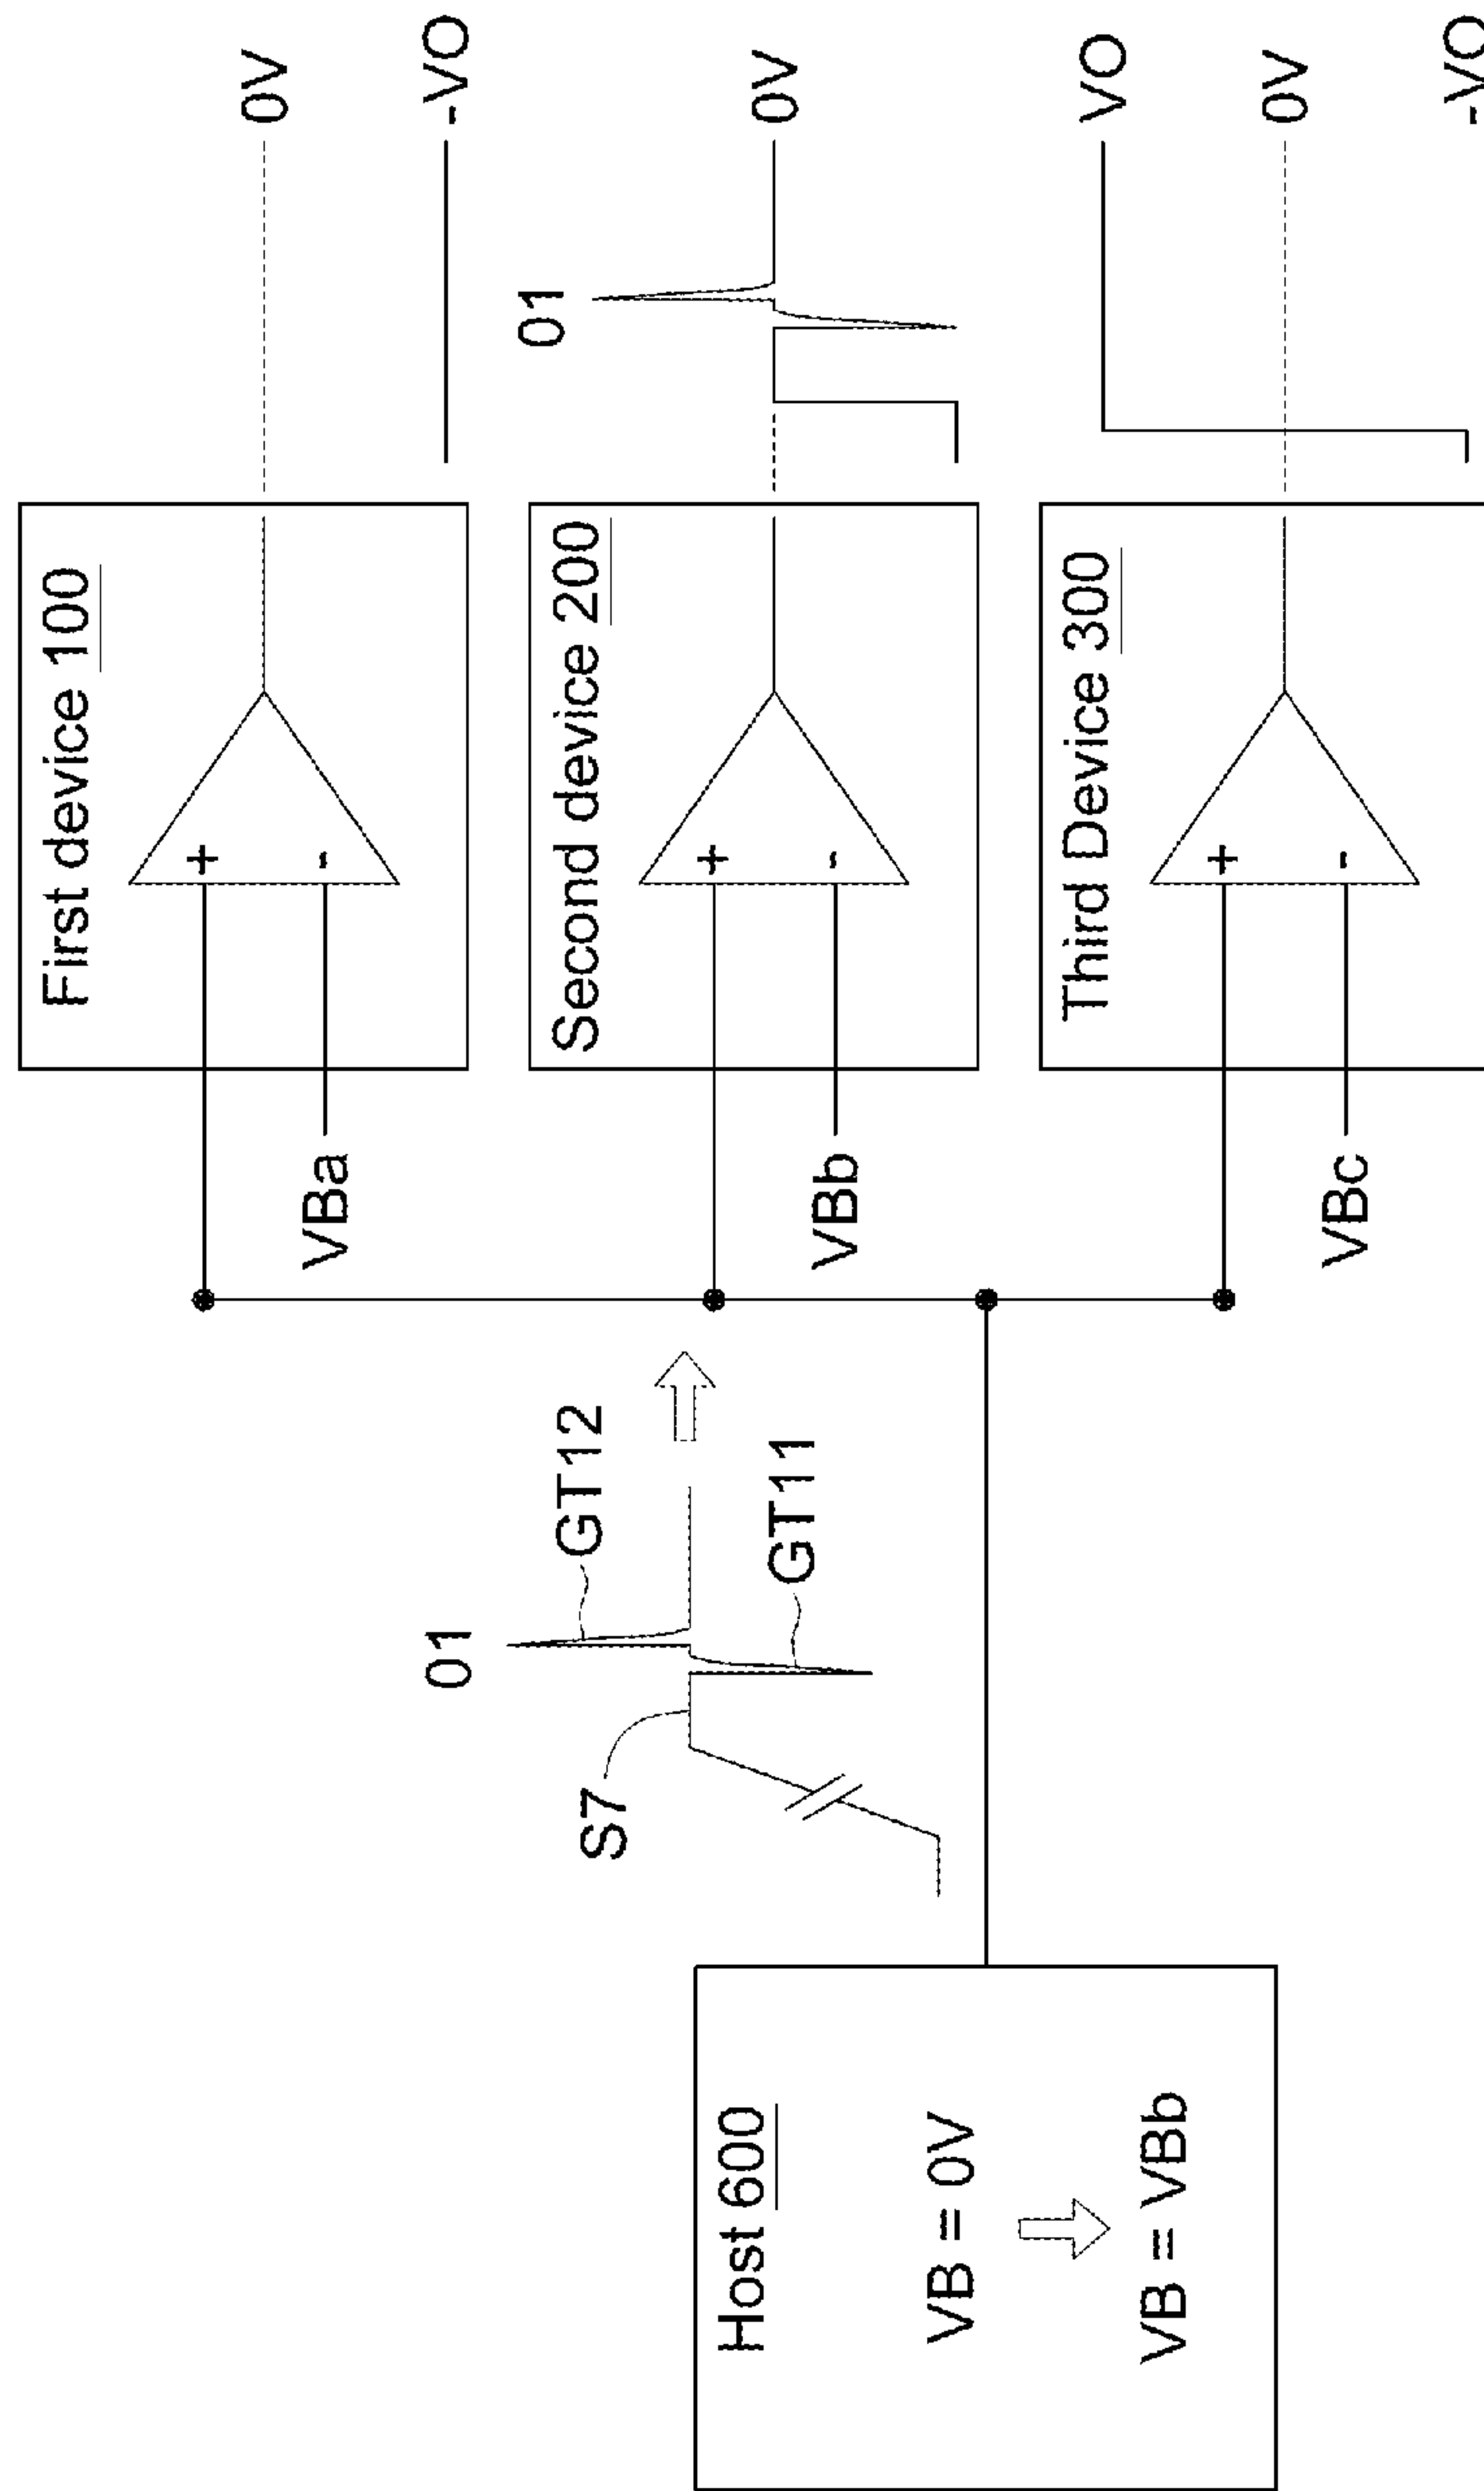 Host 600
VB = 0V
VB = VBb
S7
01
GT12
GT11
VBa
First device 100
+
-
0V
-VO
VBb
Second device 200
+
-
01
0V
VBc
Third Device 300
+
-
VO
0V
-VO